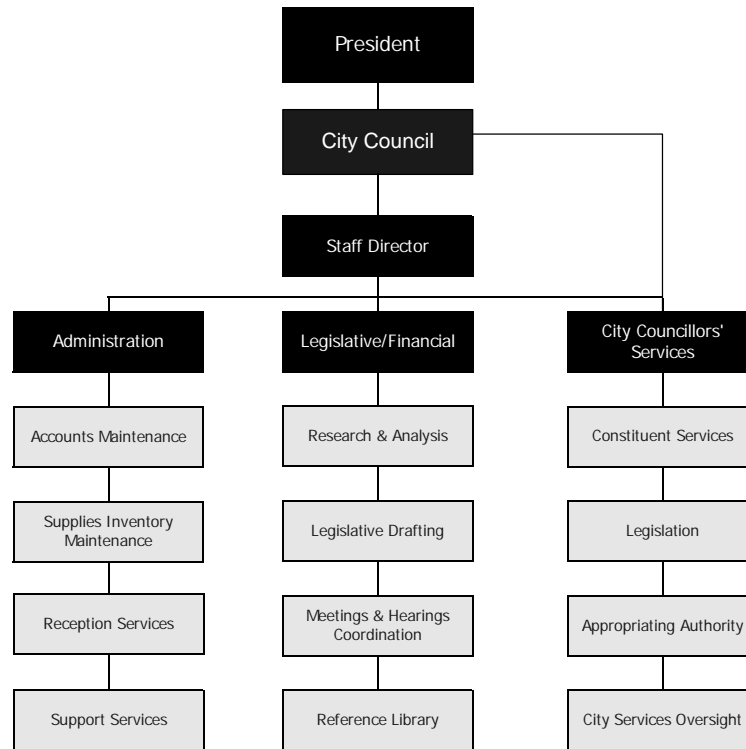 President
City Council
Staff Director
Administration
Legislative/Financial
City Councillors'
Services
Accounts Maintenance
Research & Analysis
Constituent Services
Supplies Inventory
Maintenance
Legislative Drafting
Legislation
Reception Services
Meetings & Hearings
Coordination
Appropriating Authority
Support Services
Reference Library
City Services Oversight